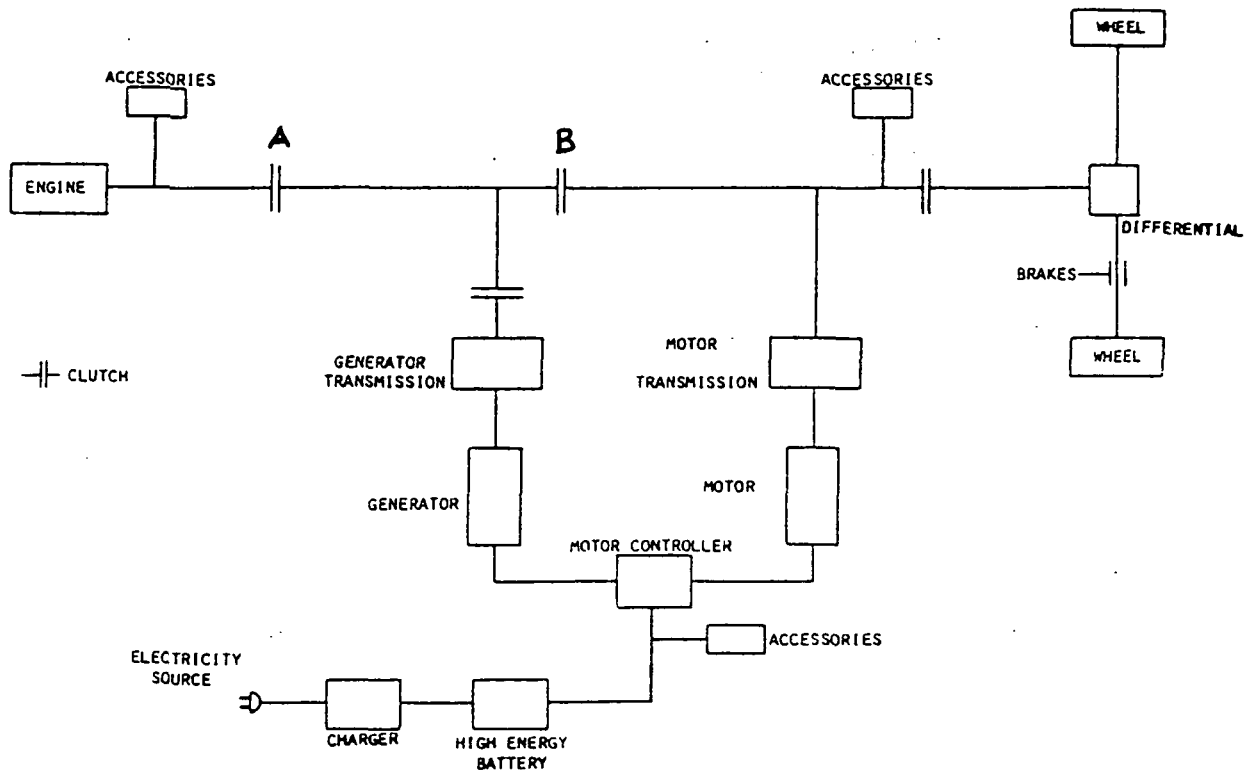 WHEEL
ACCESSORIES
ACCESSORIES
A
B
ENGINE
DIFFERENTIAL
BRAKES
GENERATOR
TRANSMISSION
MOTOR
TRANSMISSION
WHEEL
CLUTCH
GENERATOR
MOTOR
MOTOR CONTROLLER
ACCESSORIES
ELECTRICITY
SOURCE
CHARGER
HIGH ENERGY
BATTERY